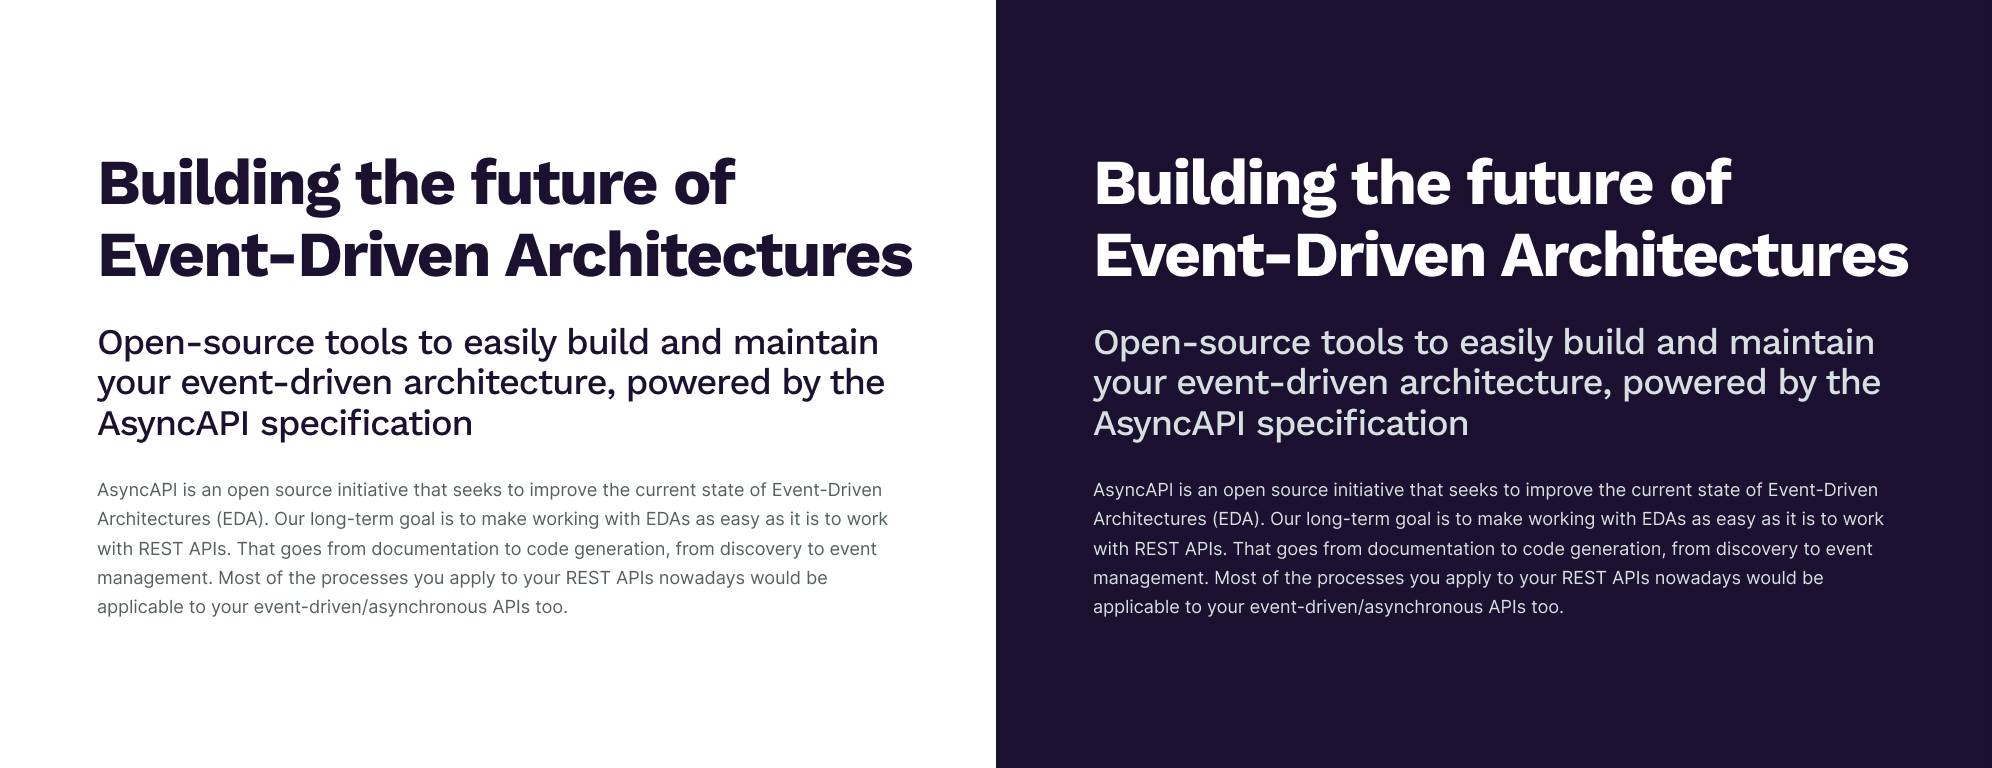 Building the future of
Event-Driven Architectures
Open-source tools to easily build and maintain
your event-driven architecture, powered by the
AsyncAPI specification
AsyncAPI is an open source initiative that seeks to improve the current state of Event-Driven
Architectures (EDA). Our long-term goal is to make working with EDAs as easy as it is to work
with REST APIs. That goes from documentation to code generation, from discovery to event
management. Most of the processes you apply to your REST APIs nowadays would be
applicable to your event-driven/asynchronous APIs too.
Building the future of
Event-Driven Architectures
Open-source tools to easily build and maintain
your event-driven architecture, powered by the
AsyncAPI specification
AsyncAPI is an open source initiative that seeks to improve the current state of Event-Driven
Architectures (EDA). Our long-term goal is to make working with EDAs as easy as it is to work
with REST APIs. That goes from documentation to code generation, from discovery to event
management. Most of the processes you apply to your REST APIs nowadays would be
applicable to your event-driven/asynchronous APIs too.